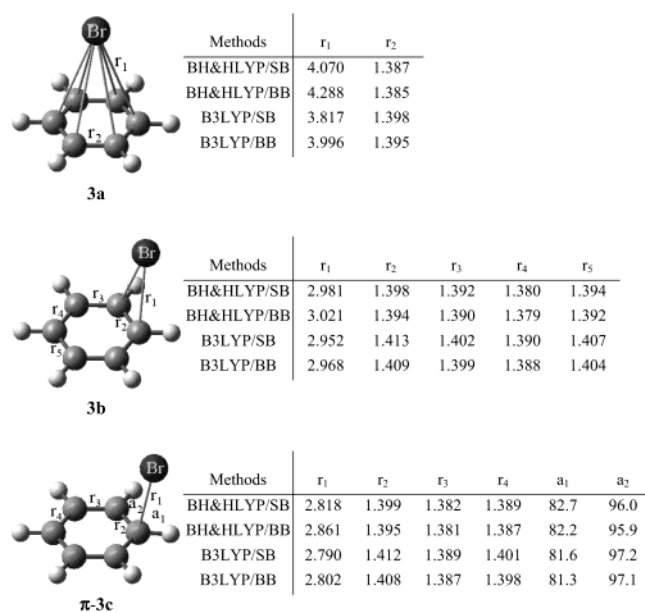 Br
r1
r2
3a
Methods r1 r2
BH&HLYP/SB 4.070 1.387
BH&HLYP/BB 4.288 1.385
B3LYP/SB 3.817 1.398
B3LYP/BB 3.996 1.395
Br
r3
r1
r4
r2
r5
3b
Methods r1 r2 r3 r4 r5
BH&HLYP/SB 2.981 1.398 1.392 1.380 1.394
BH&HLYP/BB 3.021 1.394 1.390 1.379 1.392
B3LYP/SB 2.952 1.413 1.402 1.390 1.407
B3LYP/BB 2.968 1.409 1.399 1.388 1.404
Br
r3 a2 r1
r4 r2 a1
π-3c
Methods r1 r2 r3 r4 a1 a2
BH&HLYP/SB 2.818 1.399 1.382 1.389 82.7 96.0
BH&HLYP/BB 2.861 1.395 1.381 1.387 82.2 95.9
B3LYP/SB 2.790 1.412 1.389 1.401 81.6 97.2
B3LYP/BB 2.802 1.408 1.387 1.398 81.3 97.1